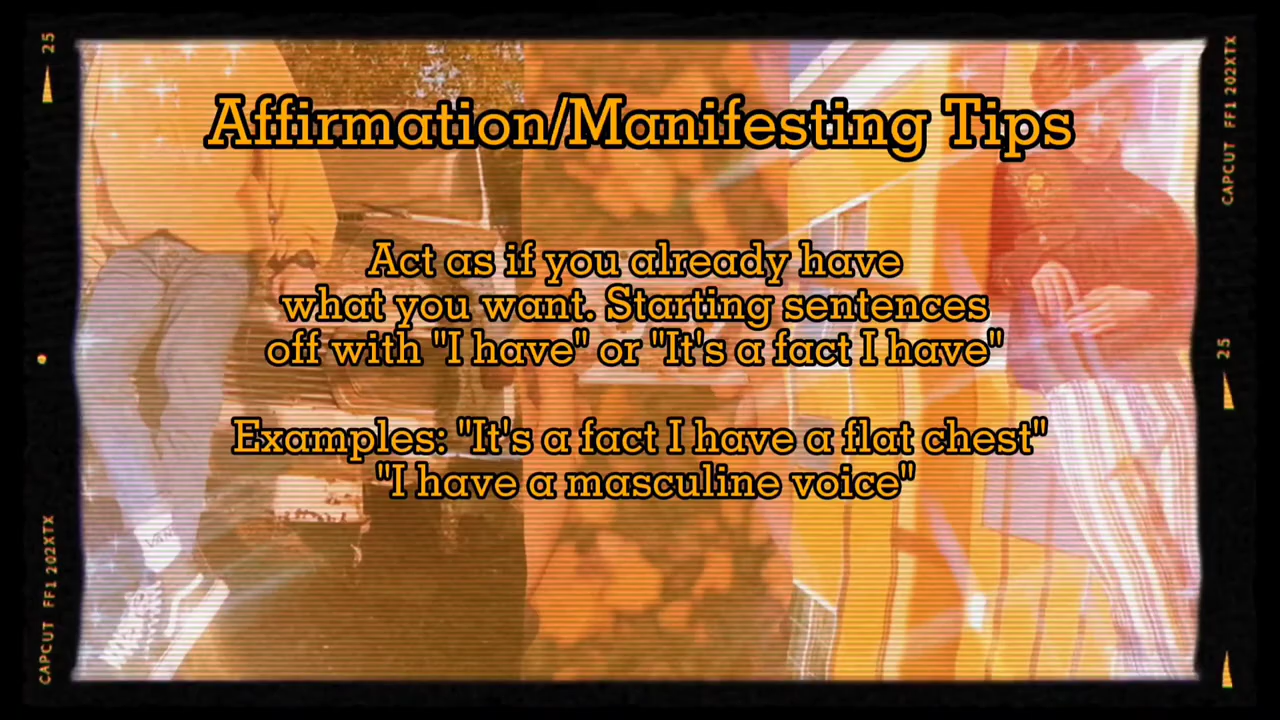 25
CAPCUT FF1 202XTX
Affirmation/Manifesting Tips
Act as if you already have
what you want. Starting sentences
off with "I have" or "It's a fact I have"
Examples: "It's a fact I have a flat chest"
"I have a masculine voice"
25
CAPCUT FF1 202XTX